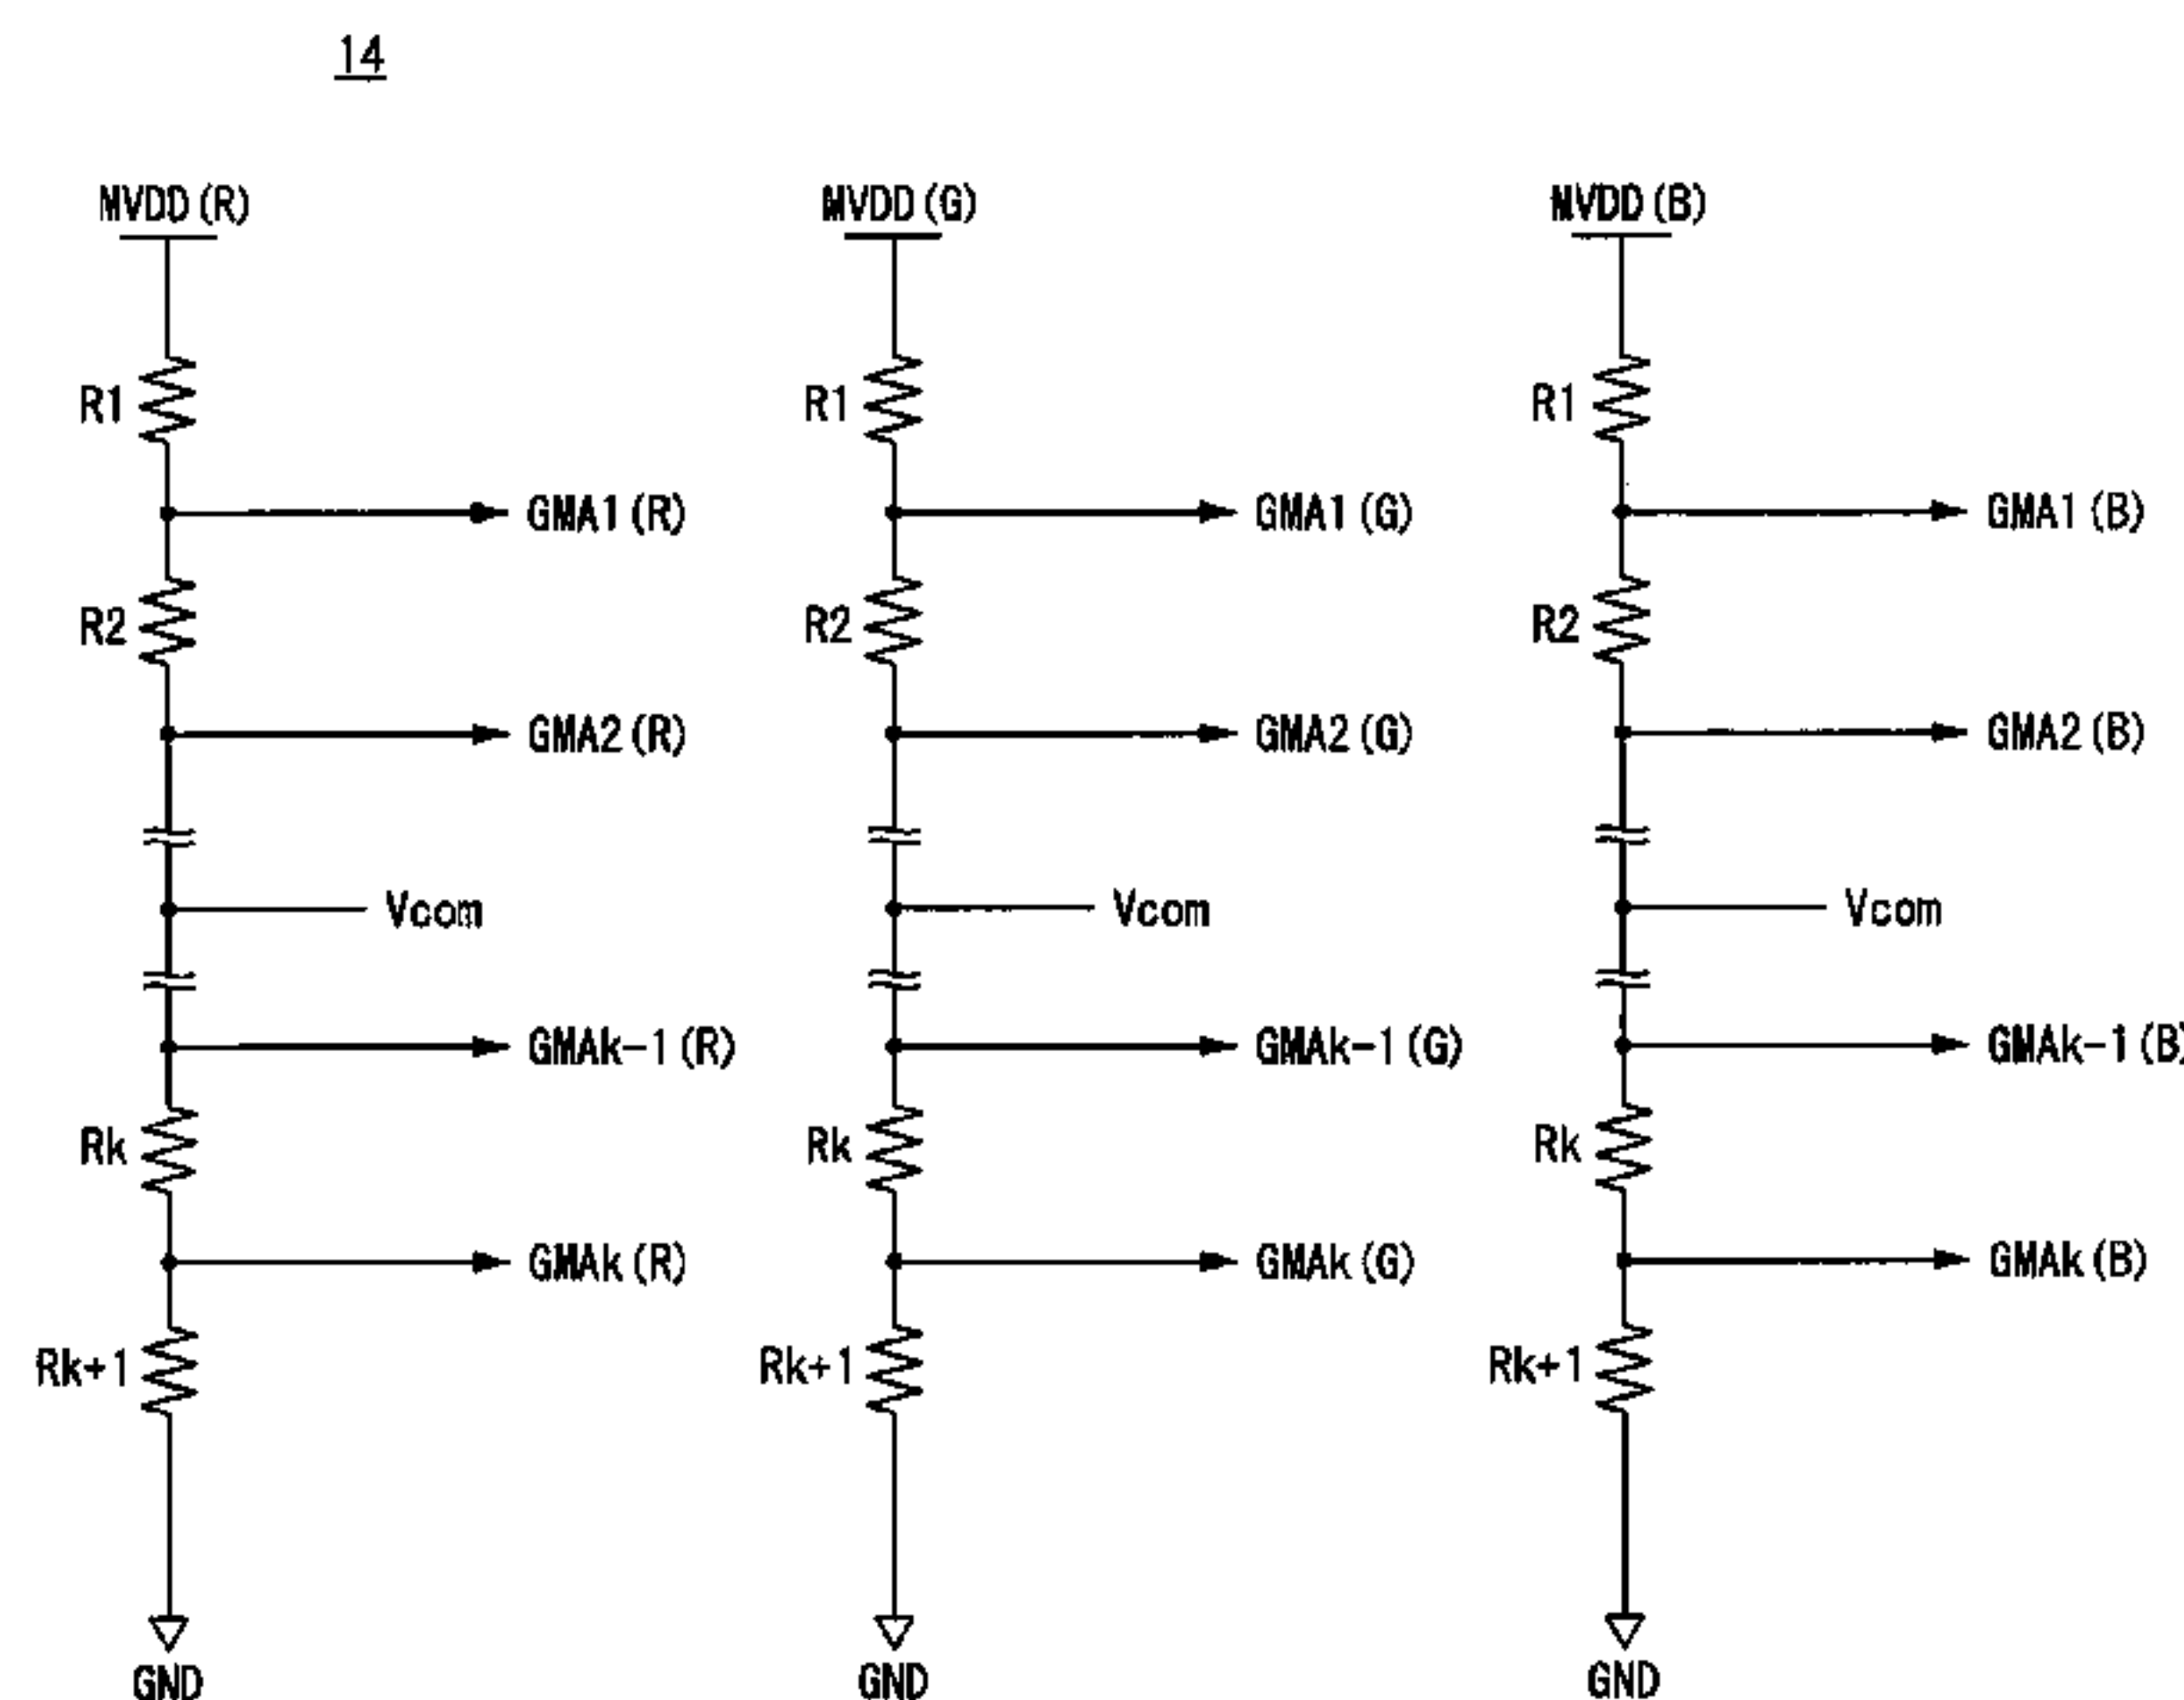 14
MVDD(R) MVDD(G) MVDD(B)
R1 R1 R1
GMA1(R) GMA1(G) GMA1(B)
R2 R2 R2
GMA2(R) GMA2(G) GMA2(B)
Vcom Vcom Vcom
GMAk-1(R) GMAk-1(G) GMAk-1(B)
Rk Rk Rk
GMAk(R) GMAk(G) GMAk(B)
Rk+1 Rk+1 Rk+1
GND GND GND